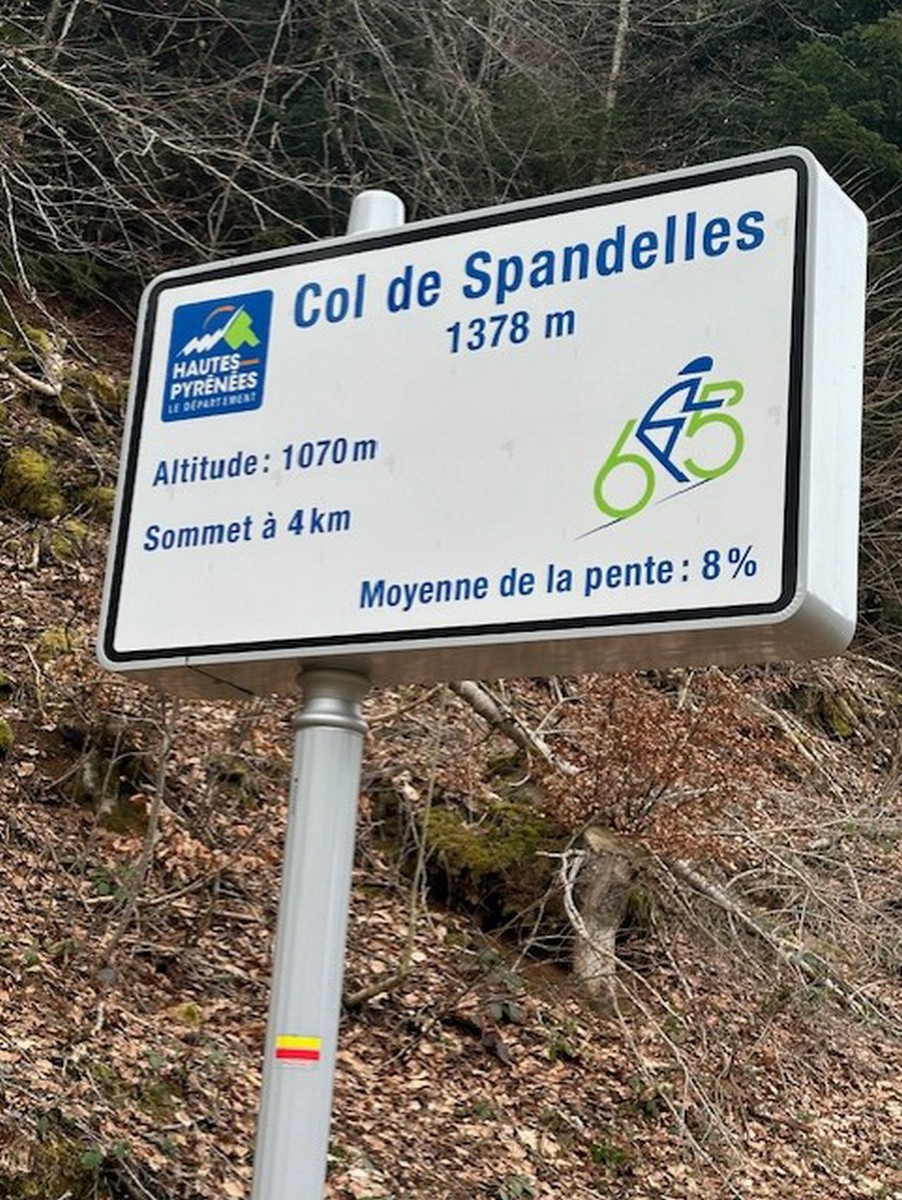 Col de Spandelles
1378 m
HAUTES-
PYRÉNÉES
LE DÉPARTEMENT
Altitude : 1070 m
65
Sommet à 4 km
Moyenne de la pente : 8 %